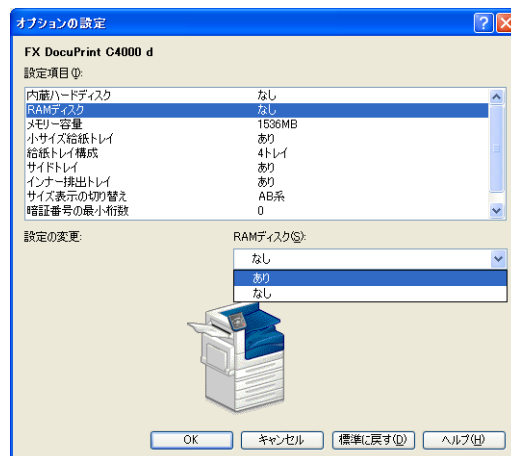 オプションの設定
FX DocuPrint C4000 d
設定項目(I):
内蔵ハードディスク なし
RAMディスク なし
メモリー容量 1536MB
小サイズ給紙トレイ あり
給紙トレイ構成 4トレイ
サイドトレイ あり
インナー排出トレイ あり
サイズ表示の切り替え AB系
暗証番号の最小桁数 0
設定の変更: RAMディスク(S):
なし
あり
なし
OK キャンセル 標準に戻す(D) ヘルプ(H)